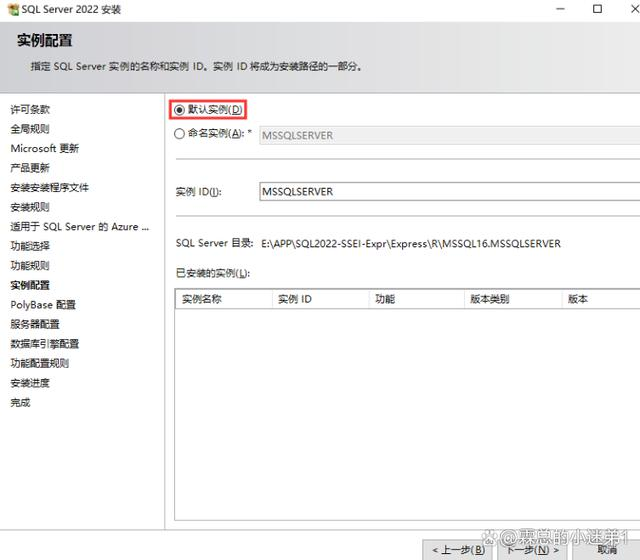 SQL Server 2022 安装
实例配置
指定 SQL Server 实例的名称和实例 ID。实例 ID 将成为安装路径的一部分。
许可条款
全局规则
Microsoft 更新
产品更新
安装安装程序文件
安装规则
适用于 SQL Server 的 Azure ...
功能选择
功能规则
实例配置
PolyBase 配置
服务器配置
数据库引擎配置
功能配置规则
安装进度
完成
默认实例(D)
命名实例(A): * MSSQLSERVER
实例 ID(I): MSSQLSERVER
SQL Server 目录: E:\APP\SQL2022-SSEI-Expr\Express\R\MSSQL16.MSSQLSERVER
已安装的实例(L):
实例名称 实例 ID 功能 版本类别 版本
< 上一步(B) 下一步(N) > 取消
@霖总的小迷弟1